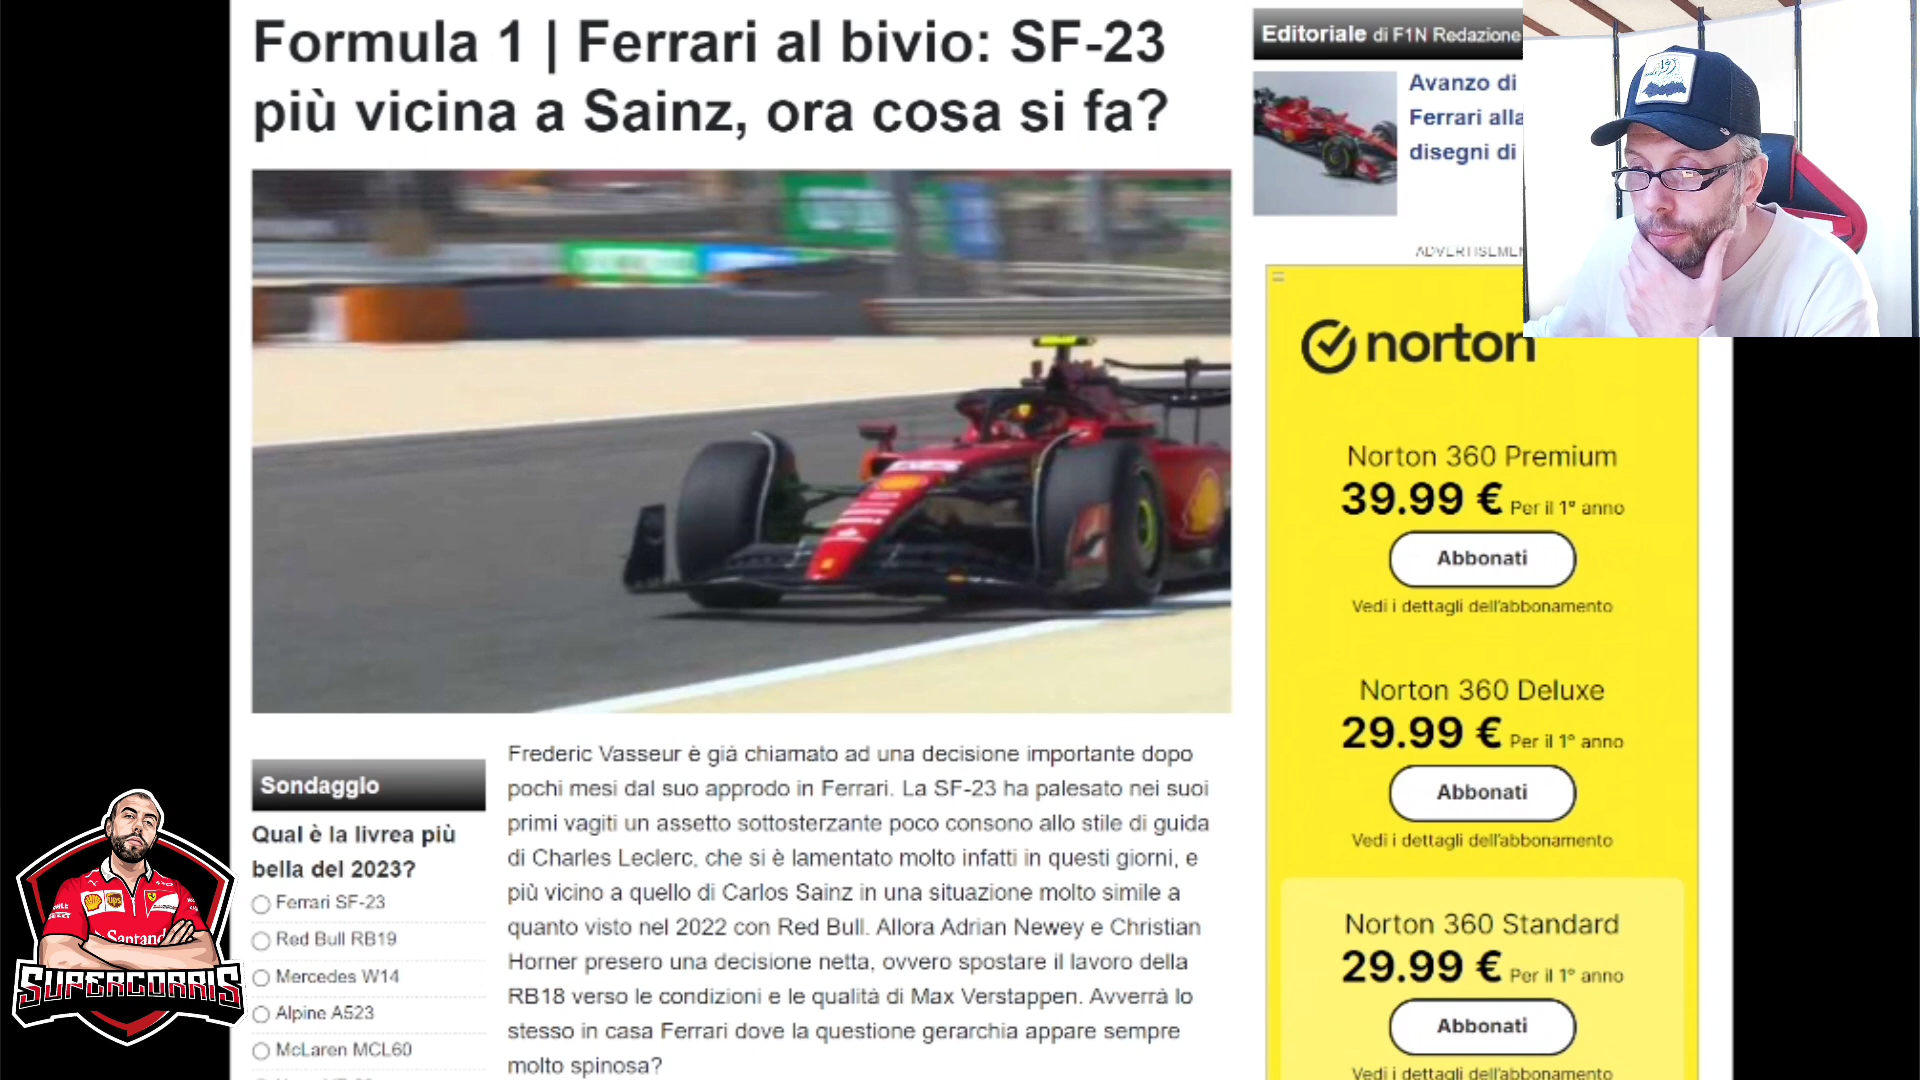 Formula 1 | Ferrari al bivio: SF-23
più vicina a Sainz, ora cosa si fa?
Frederic Vasseur è già chiamato ad una decisione importante dopo
pochi mesi dal suo approdo in Ferrari. La SF-23 ha palesato nei suoi
primi vagiti un assetto sottosterzante poco consono allo stile di guida
di Charles Leclerc, che si è lamentato molto infatti in questi giorni, e
più vicino a quello di Carlos Sainz in una situazione molto simile a
quanto visto nel 2022 con Red Bull. Allora Adrian Newey e Christian
Horner presero una decisione netta, ovvero spostare il lavoro della
RB18 verso le condizioni e le qualità di Max Verstappen. Avverrà lo
stesso in casa Ferrari dove la questione gerarchia appare sempre
molto spinosa?
Sondaggio
Qual è la livrea più
bella del 2023?
Ferrari SF-23
Red Bull RB19
Mercedes W14
Alpine A523
McLaren MCL60
Editoriale di F1N Redazione
Avanzo di
Ferrari alla
disegni di
ADVERTISEMEN
norton
Norton 360 Premium
39.99 € Per il 1° anno
Abbonati
Vedi i dettagli dell'abbonamento
Norton 360 Deluxe
29.99 € Per il 1° anno
Abbonati
Vedi i dettagli dell'abbonamento
Norton 360 Standard
29.99 € Per il 1° anno
Abbonati
Vedi i dettagli dell'abbonamento
ups
Santand
SUPERCORRIS